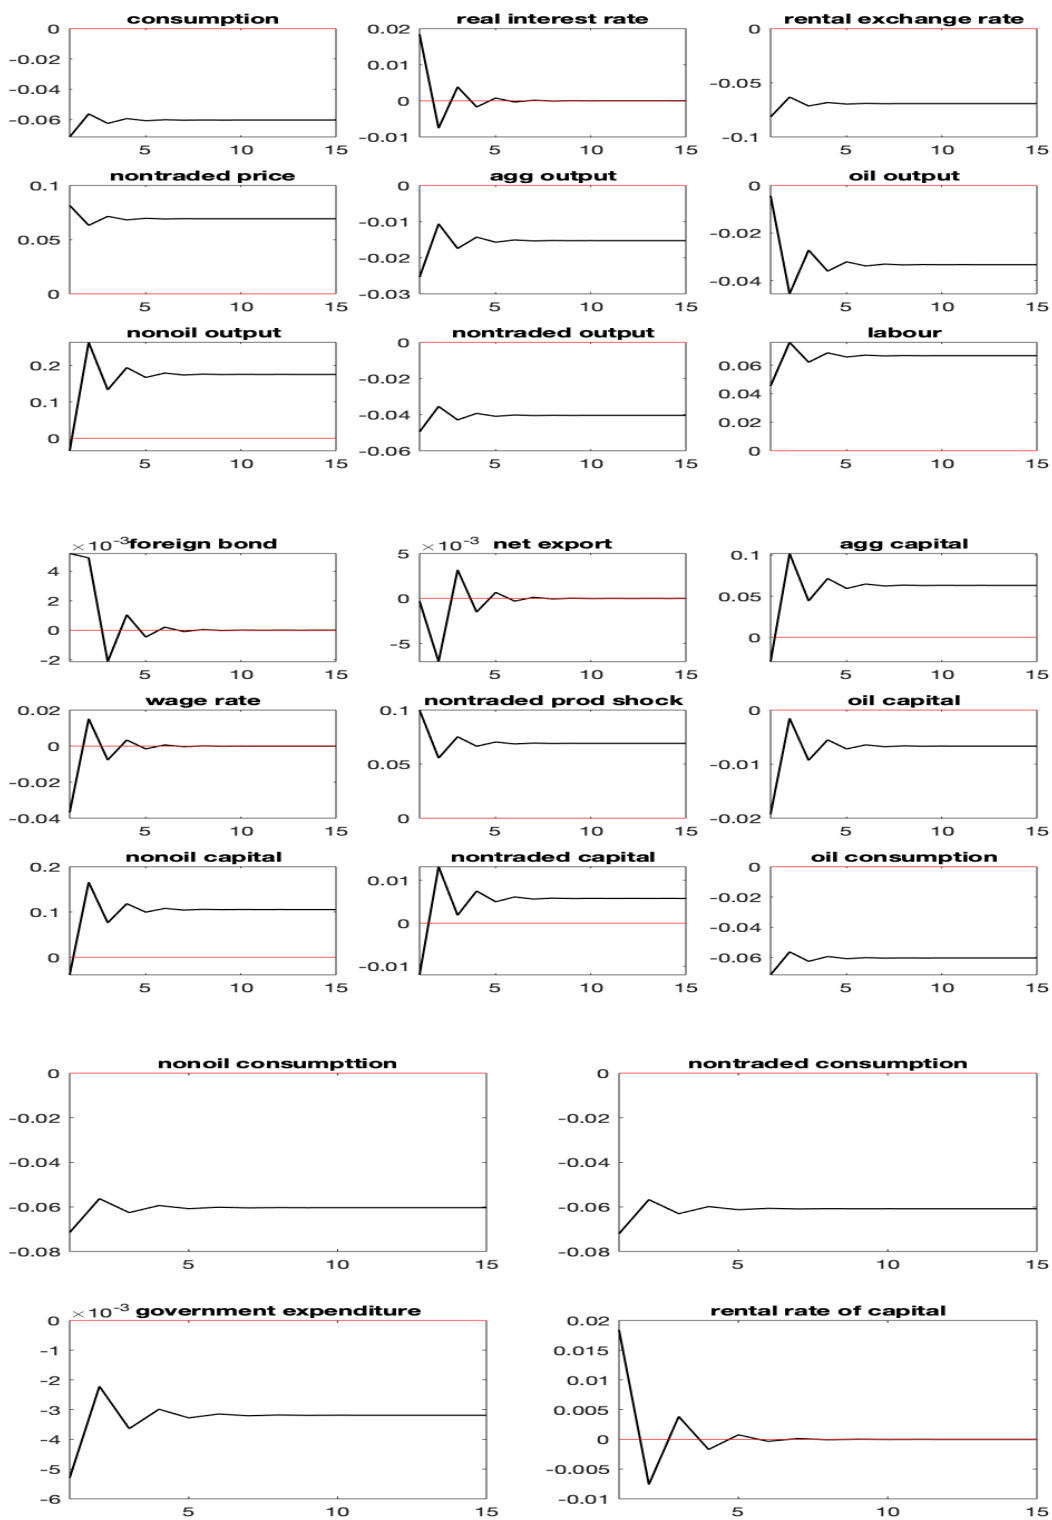 consumption real interest rate rental exchange rate
0 0.02 0
-0.02 0.01
-0.04 -0.05
-0.06 0
-0.01 -0.1
5 10 15 5 10 15 5 10 15
nontraded price agg output oil output
0.1 0 0
-0.01 -0.02
0.05
-0.02 -0.04
0 -0.03
5 10 15 5 10 15 5 10 15
nonoil output nontraded output labour
0.2 0 0.06
-0.02 0.04
0.1
-0.04 0.02
0 -0.06 0
5 10 15 5 10 15 5 10 15
×10-3 foreign bond ×10-3 net export agg capital
4 5 0.1
2 0 0.05
0 0
-2 -5
5 10 15 5 10 15 5 10 15
wage rate nontraded prod shock oil capital
0.02 0.1 0
0
0.05 -0.01
-0.02
-0.04 0 -0.02
5 10 15 5 10 15 5 10 15
nonoil capital nontraded capital oil consumption
0.2 0.01 0
-0.02
0.1 0
-0.04
0 -0.01 -0.06
5 10 15 5 10 15 5 10 15
nonoil consumpttion nontraded consumption
0 0
-0.02 -0.02
-0.04 -0.04
-0.06 -0.06
-0.08 -0.08
5 10 15 5 10 15
×10-3 government expenditure rental rate of capital
0 0.02
-1 0.015
-2 0.01
-3 0.005
-4 0
-5 -0.005
-6 -0.01
5 10 15 5 10 15